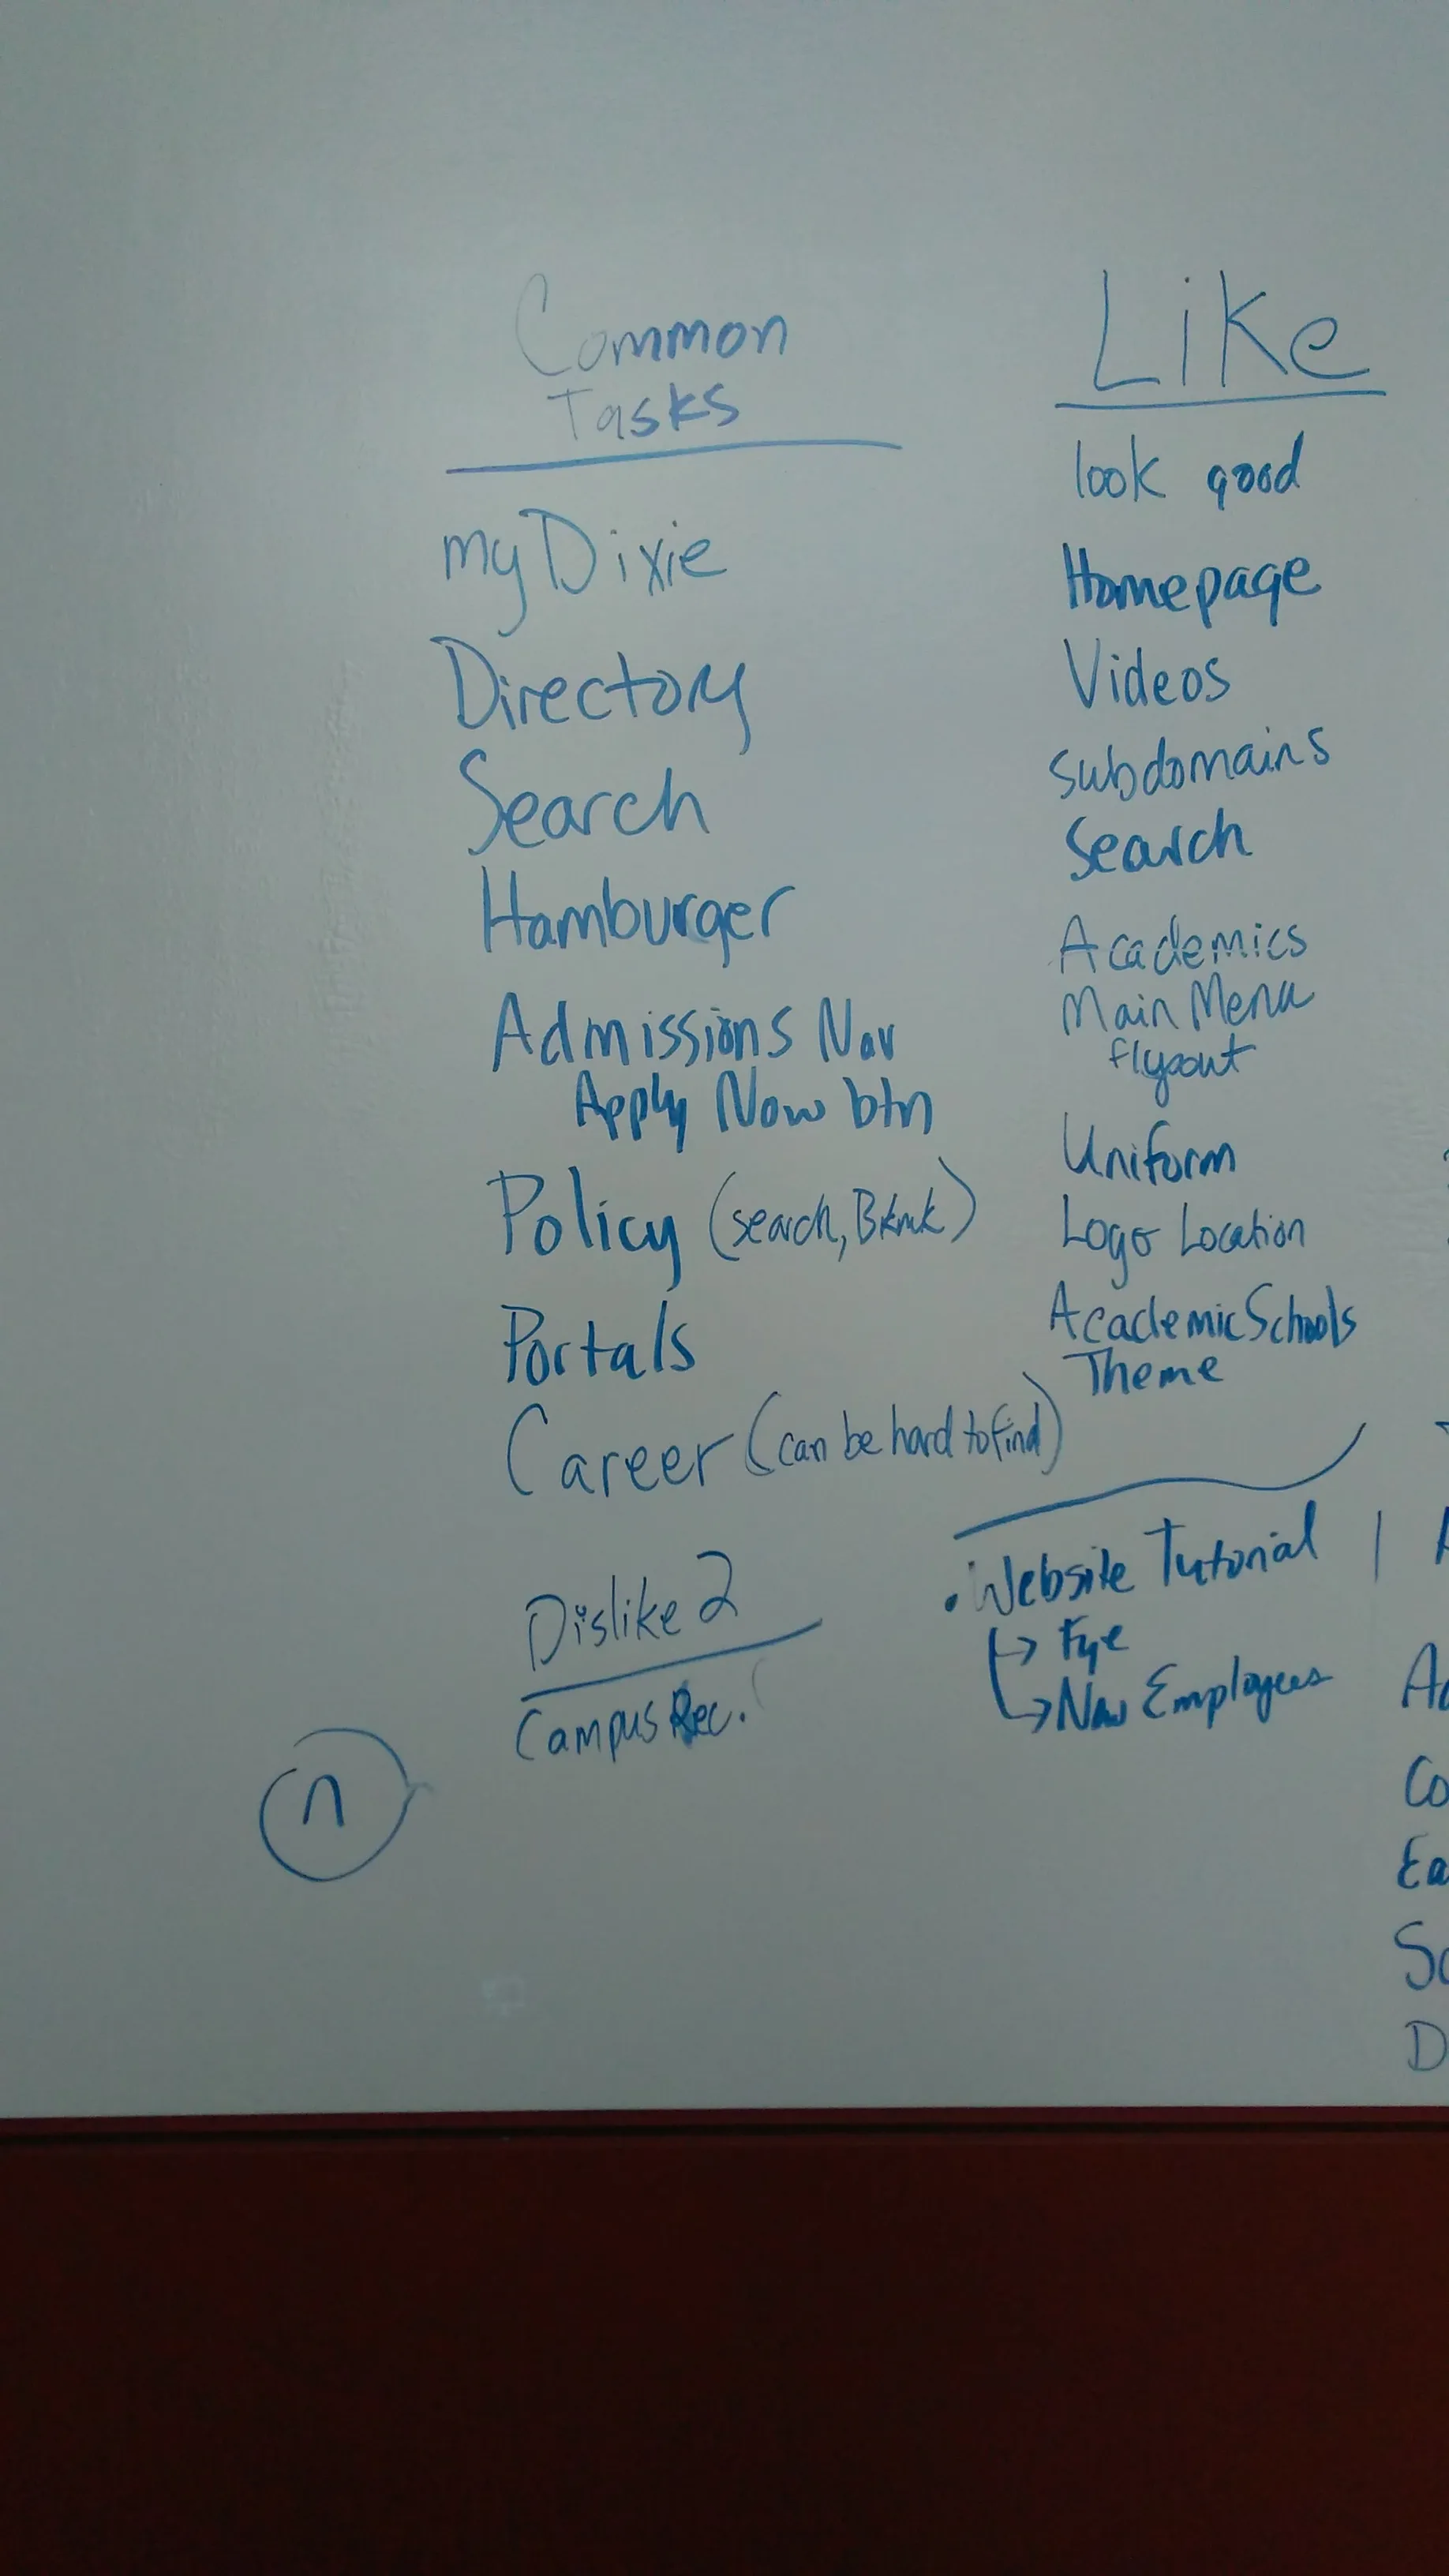 Common
Tasks
myDixie
Directory
Search
Hamburger
Admissions Nav
Apply Now btn
Policy (search, Bkmk)
Portals
Career (can be hard to find)
Dislike 2
Campus Rec.
n
Like
look good
Homepage
Videos
Subdomains
Search
Academics
Main Menu
flyout
Uniform
Logo Location
Academic Schools
Theme
• Website Tutorial
→ Fye
→ New Employees
A
Co
Ea
Sc
D